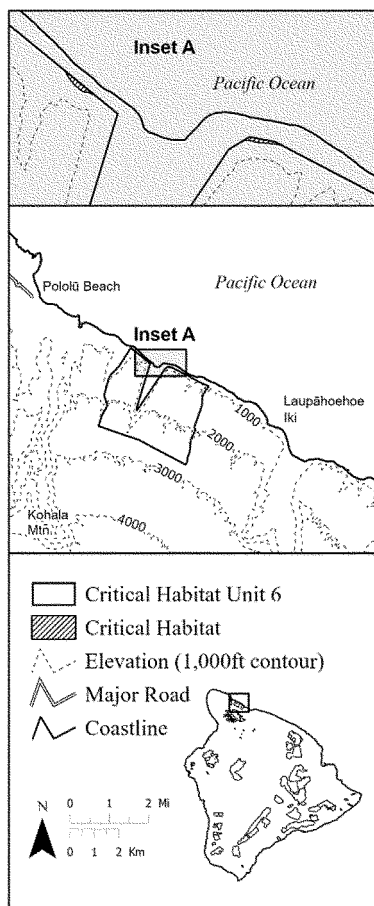 Inset A
Pacific Ocean
Pacific Ocean
Pololū Beach
Inset A
Laupāhoehoe
Iki
1000
2000
3000
4000
Kohala
Mtn.
Critical Habitat Unit 6
Critical Habitat
Elevation (1,000ft contour)
Major Road
Coastline
N
0 1 2 Mi
0 1 2 Km